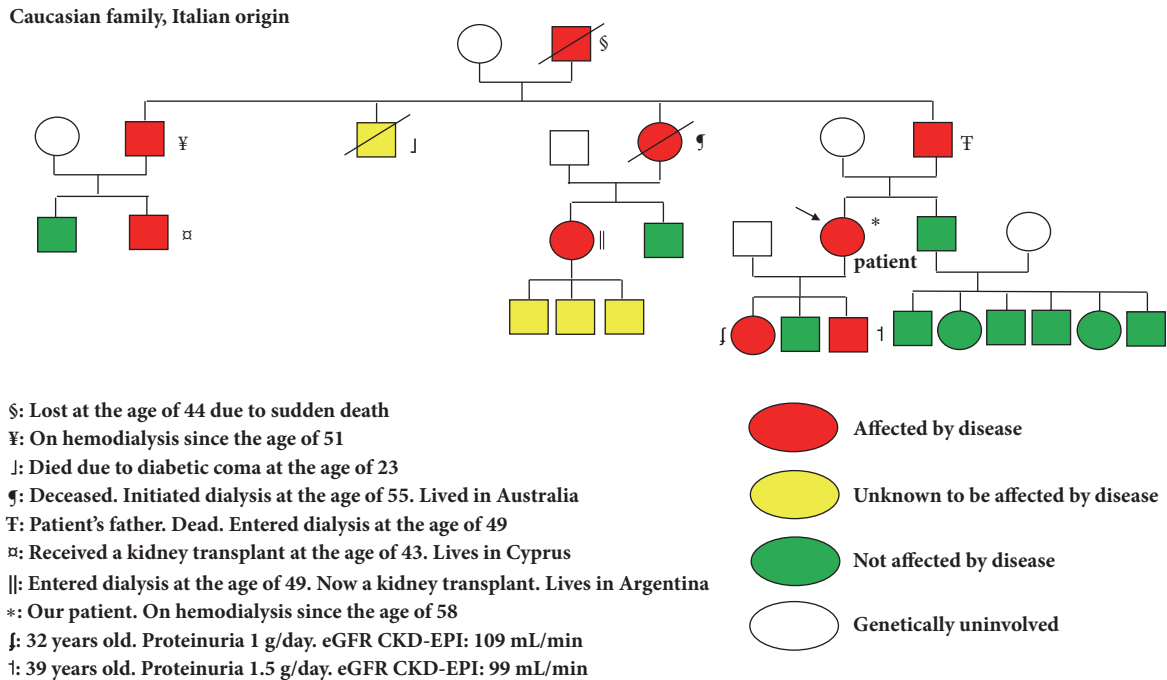 Caucasian family, Italian origin
§
¥
˩
¶
Ŧ
¤
||
*
patient
ʄ
†
§: Lost at the age of 44 due to sudden death
¥: On hemodialysis since the age of 51
˩: Died due to diabetic coma at the age of 23
¶: Deceased. Initiated dialysis at the age of 55. Lived in Australia
Ŧ: Patient's father. Dead. Entered dialysis at the age of 49
¤: Received a kidney transplant at the age of 43. Lives in Cyprus
||: Entered dialysis at the age of 49. Now a kidney transplant. Lives in Argentina
*: Our patient. On hemodialysis since the age of 58
ʄ: 32 years old. Proteinuria 1 g/day. eGFR CKD-EPI: 109 mL/min
†: 39 years old. Proteinuria 1.5 g/day. eGFR CKD-EPI: 99 mL/min
Affected by disease
Unknown to be affected by disease
Not affected by disease
Genetically uninvolved